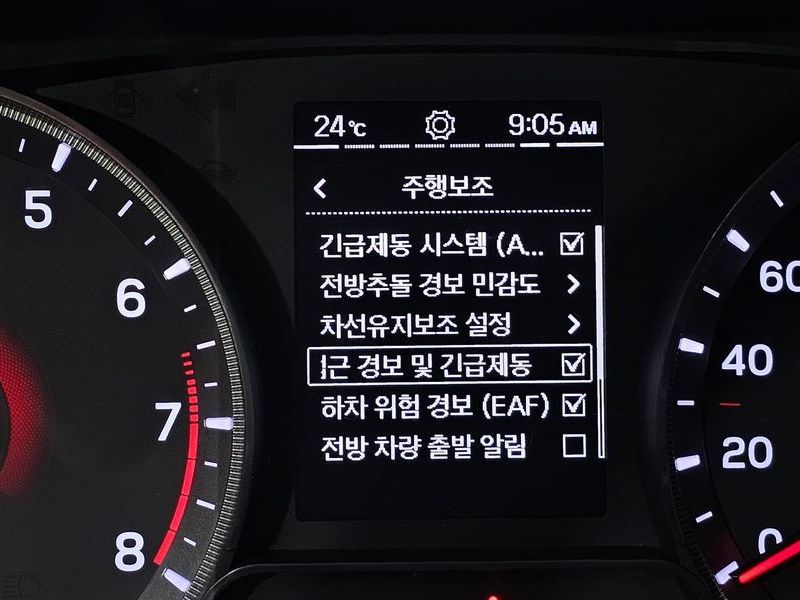 24℃ 9:05 AM
주행보조
긴급제동 시스템 (A...
전방추돌 경보 민감도
차선유지보조 설정
근 경보 및 긴급제동
하차 위험 경보 (EAF)
전방 차량 출발 알림
5
6
7
8
60
40
20
0